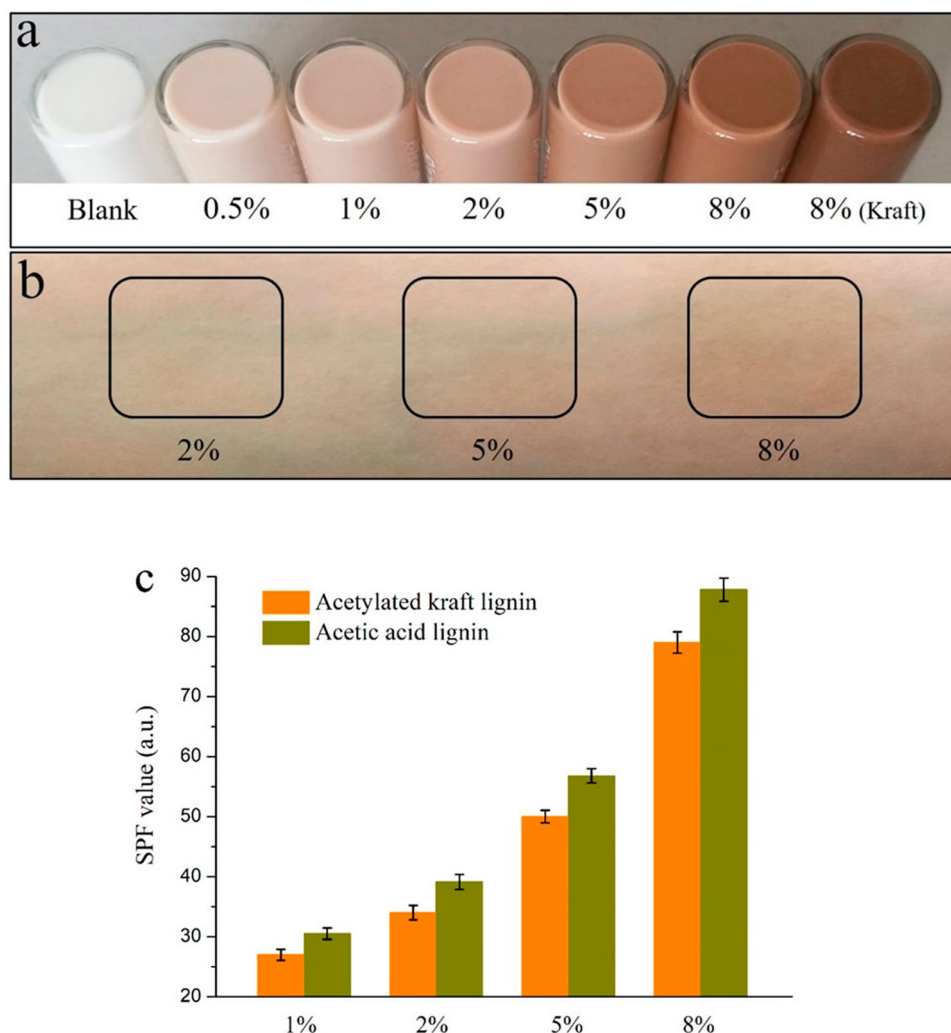 a
Blank 0.5% 1% 2% 5% 8% 8% (Kraft)
b
2% 5% 8%
c
90
80
70
60
50
40
30
20
SPF value (a.u.)
Acetylated kraft lignin
Acetic acid lignin
1% 2% 5% 8%